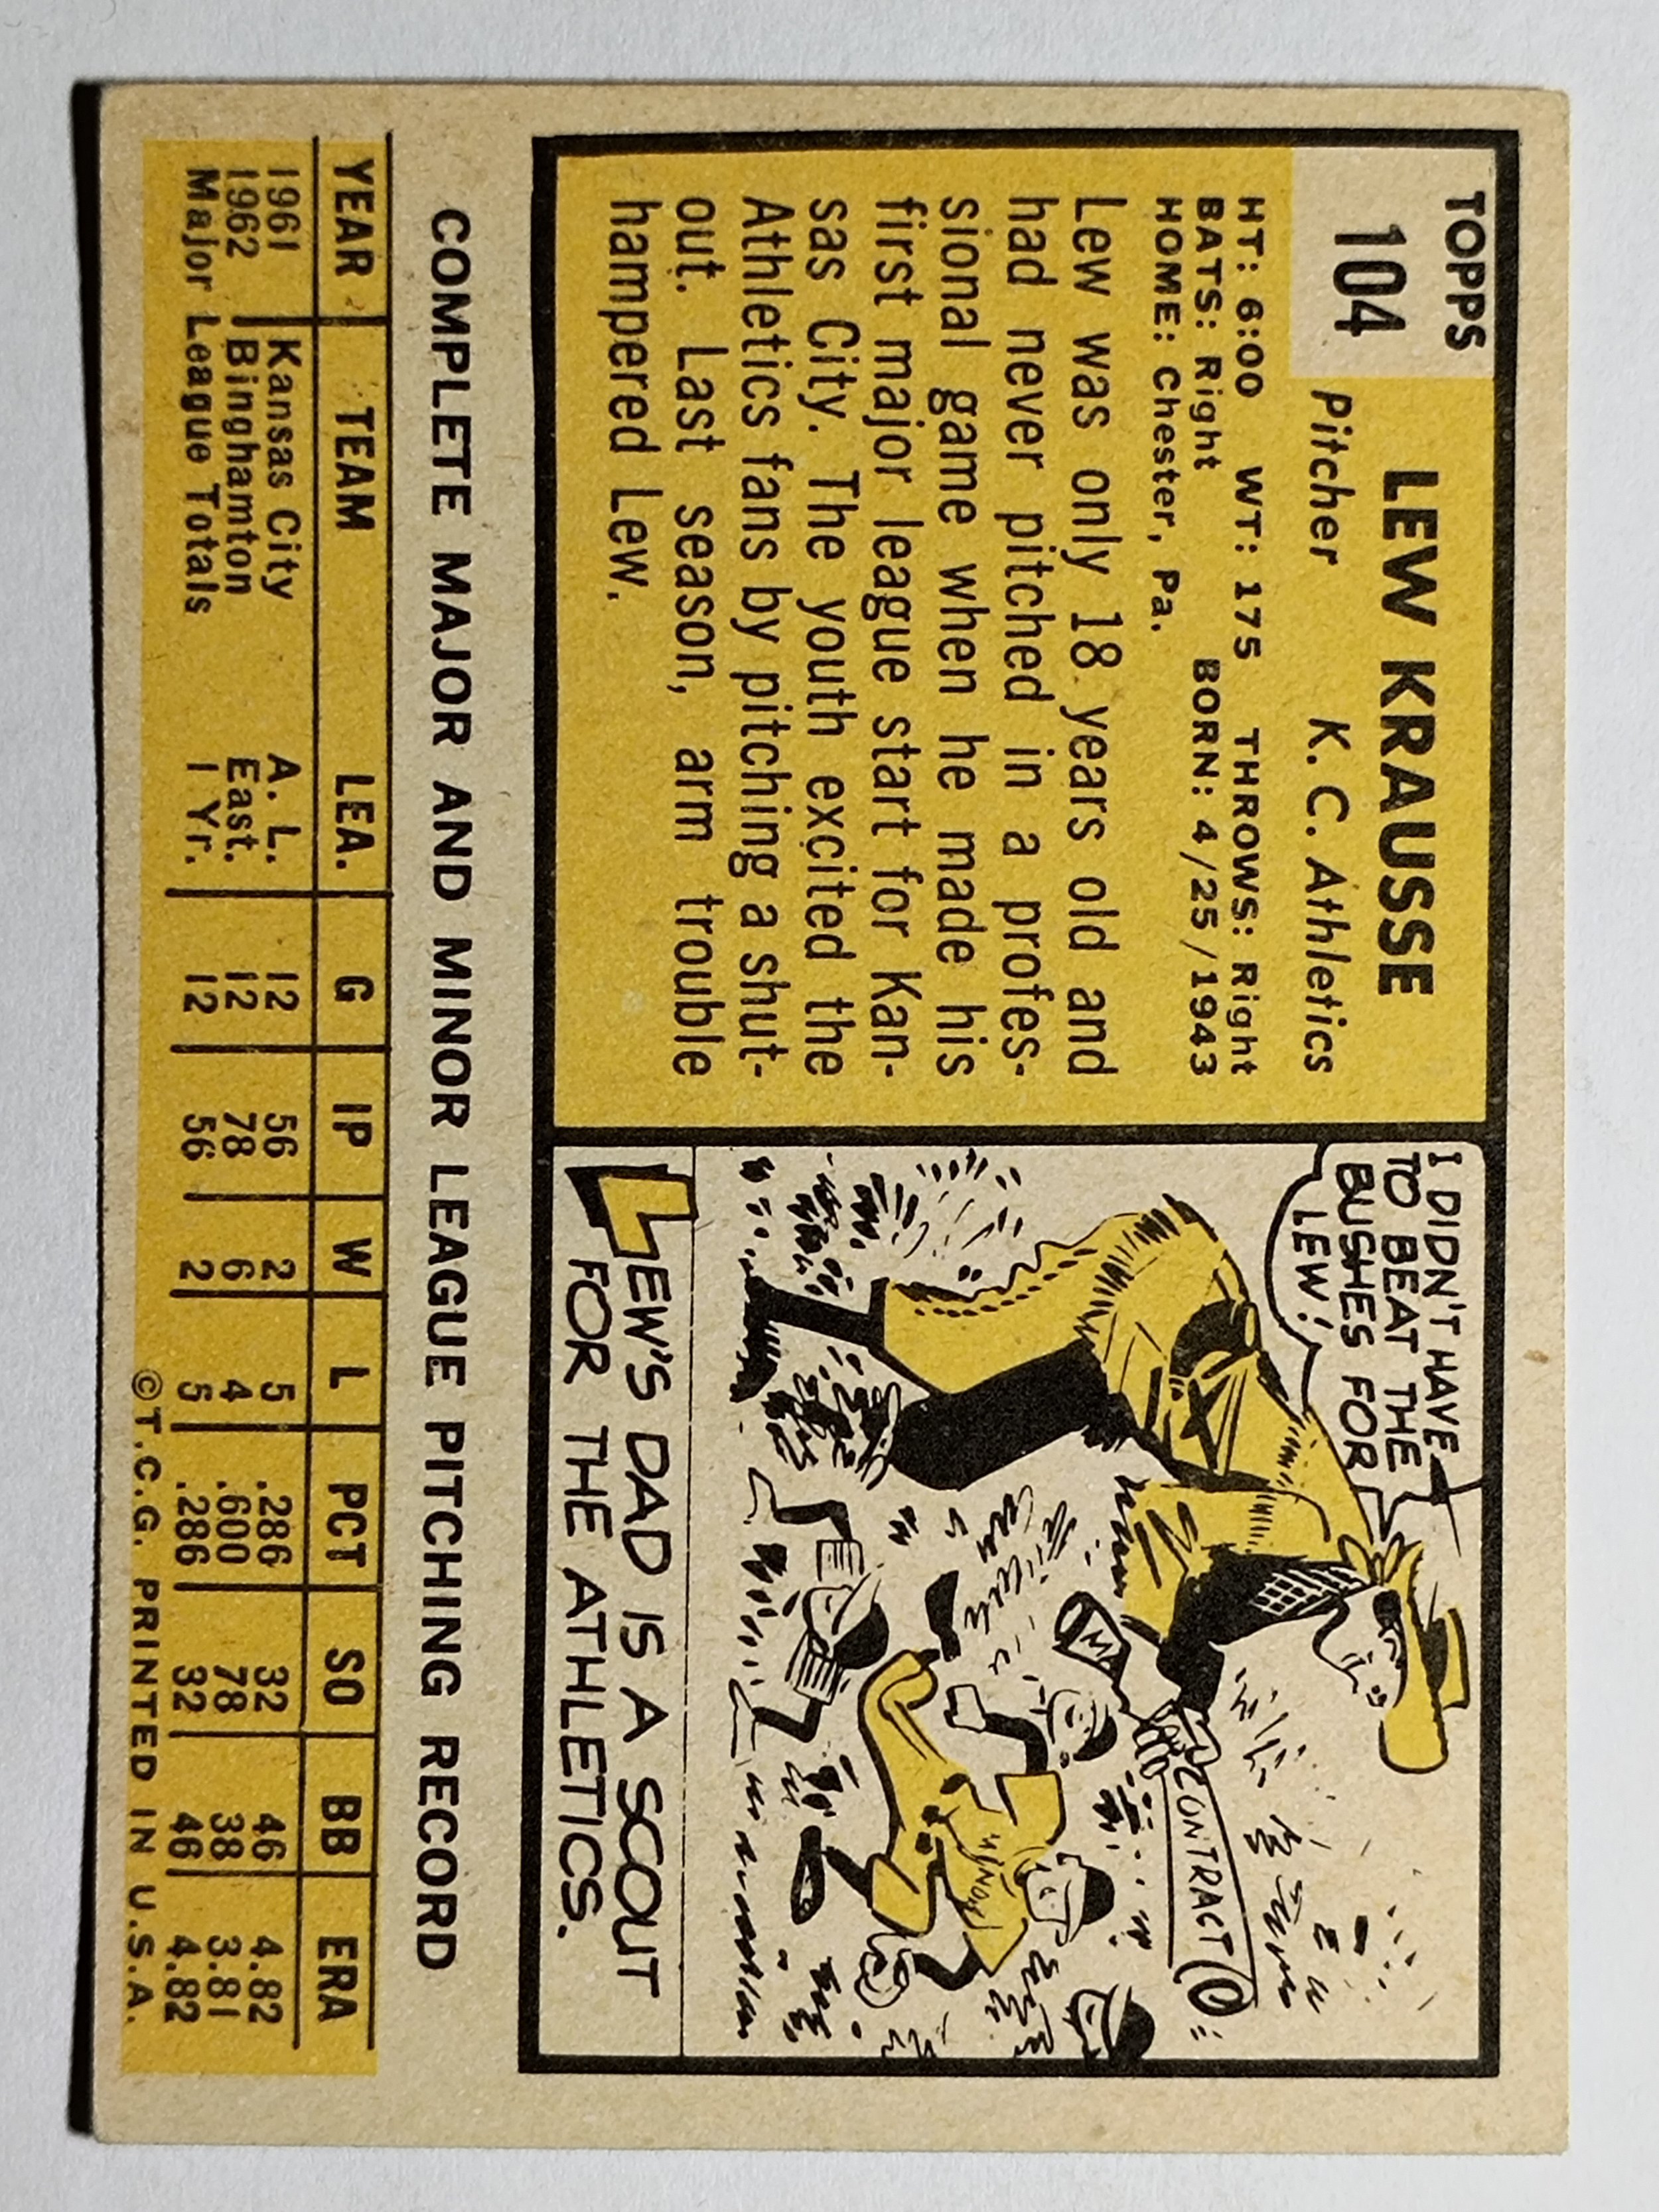 TOPPS
104
LEW KRAUSSE
Pitcher K. C. Athletics
HT: 6:00 WT: 175 THROWS: Right
BATS: Right BORN: 4/25/1943
HOME: Chester, Pa.
Lew was only 18 years old and
had never pitched in a profes-
sional game when he made his
first major league start for Kan-
sas City. The youth excited the
Athletics fans by pitching a shut-
out. Last season, arm trouble
hampered Lew.
I DIDN'T HAVE
TO BEAT THE
BUSHES FOR
LEW!
CONTRACT
LEW'S DAD IS A SCOUT
FOR THE ATHLETICS.
COMPLETE MAJOR AND MINOR LEAGUE PITCHING RECORD
YEAR TEAM LEA. G IP W L PCT SO BB ERA
1961 Kansas City A. L. 12 56 2 5 .286 32 46 4.82
1962 Binghamton East. 12 78 6 4 .600 78 38 3.81
Major League Totals 1 Yr. 12 56 2 5 .286 32 46 4.82
©T.C.G. PRINTED IN U.S.A.